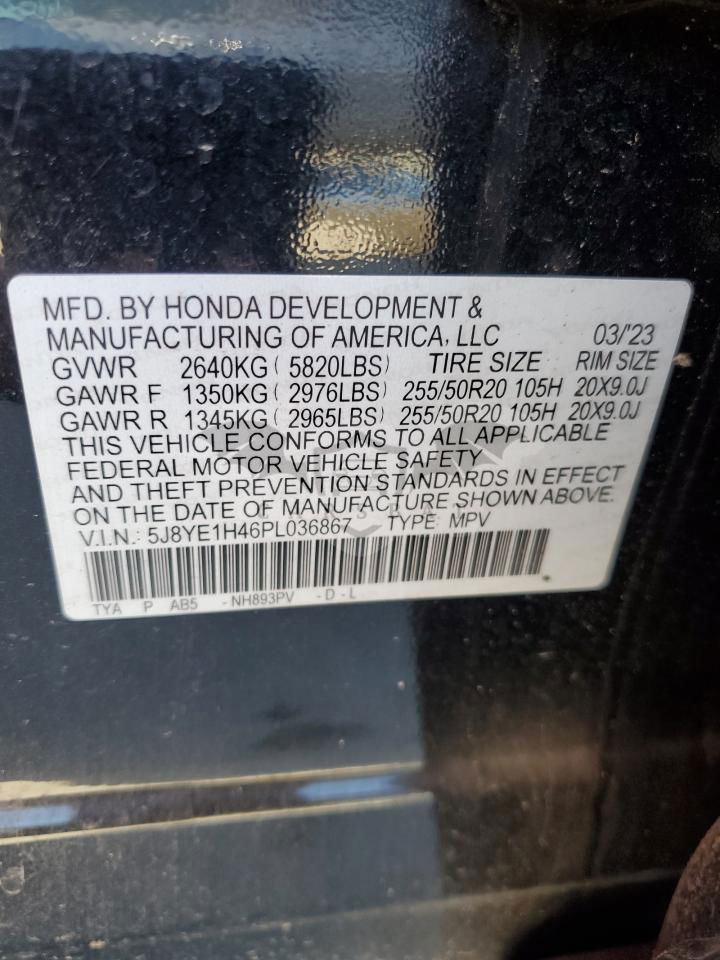 MFD. BY HONDA DEVELOPMENT &
MANUFACTURING OF AMERICA, LLC 03/'23
GVWR 2640KG ( 5820LBS) TIRE SIZE RIM SIZE
GAWR F 1350KG ( 2976LBS) 255/50R20 105H 20X9.0J
GAWR R 1345KG ( 2965LBS) 255/50R20 105H 20X9.0J
THIS VEHICLE CONFORMS TO ALL APPLICABLE
FEDERAL MOTOR VEHICLE SAFETY
AND THEFT PREVENTION STANDARDS IN EFFECT
ON THE DATE OF MANUFACTURE SHOWN ABOVE.
V.I.N.: 5J8YE1H46PL036867 TYPE: MPV
TYA P AB5 -NH893PV -D-L